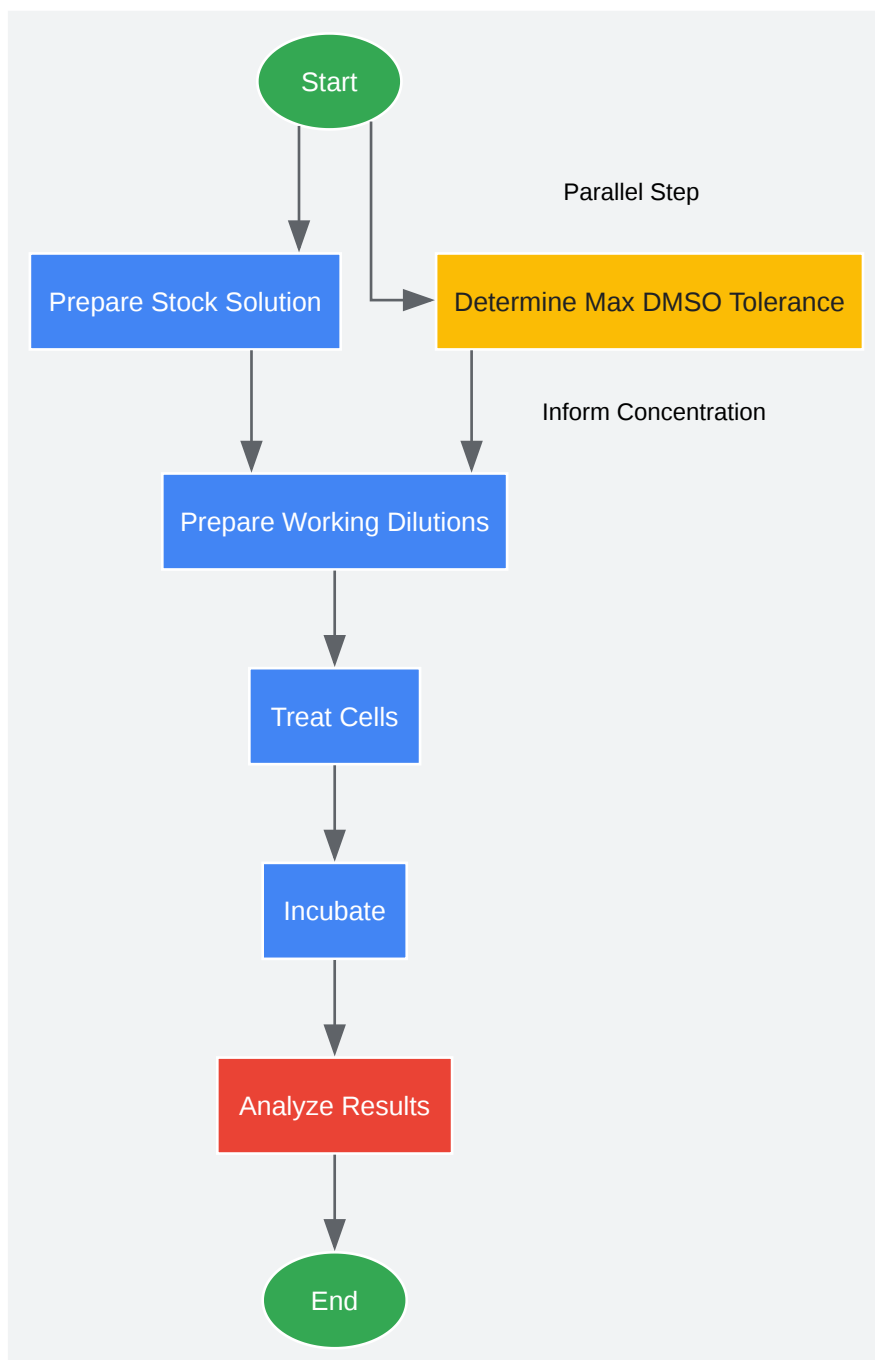 Start
Parallel Step
Prepare Stock Solution
Determine Max DMSO Tolerance
Inform Concentration
Prepare Working Dilutions
Treat Cells
Incubate
Analyze Results
End